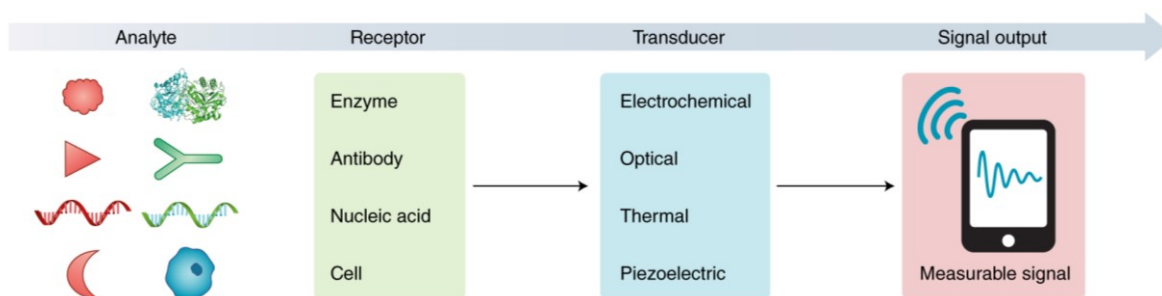 Analyte
Receptor
Transducer
Signal output
Enzyme
Antibody
Nucleic acid
Cell
Electrochemical
Optical
Thermal
Piezoelectric
Measurable signal